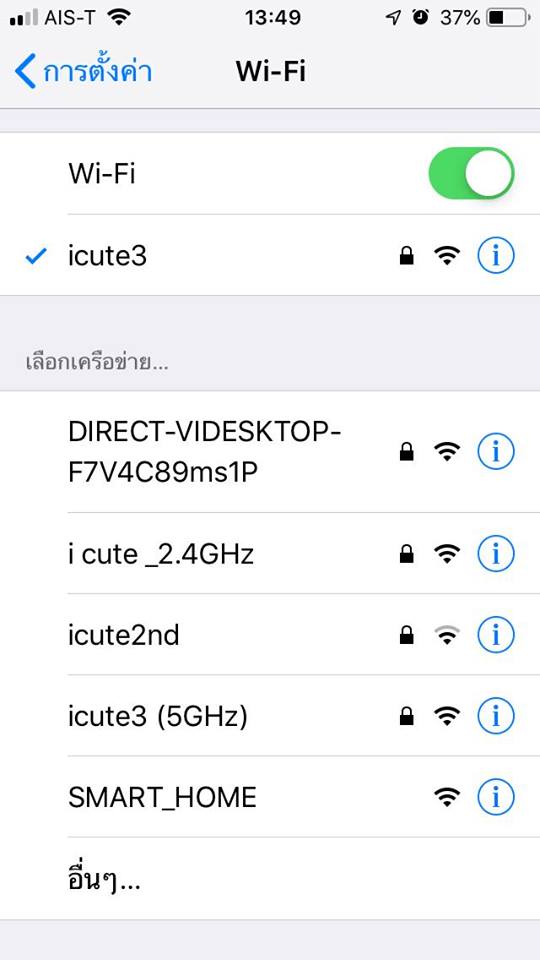 AIS-T 13:49 37%
การตั้งค่า Wi-Fi
Wi-Fi
icute3
เลือกเครือข่าย...
DIRECT-VIDESKTOP-
F7V4C89ms1P
i cute _2.4GHz
icute2nd
icute3 (5GHz)
SMART_HOME
อื่นๆ...